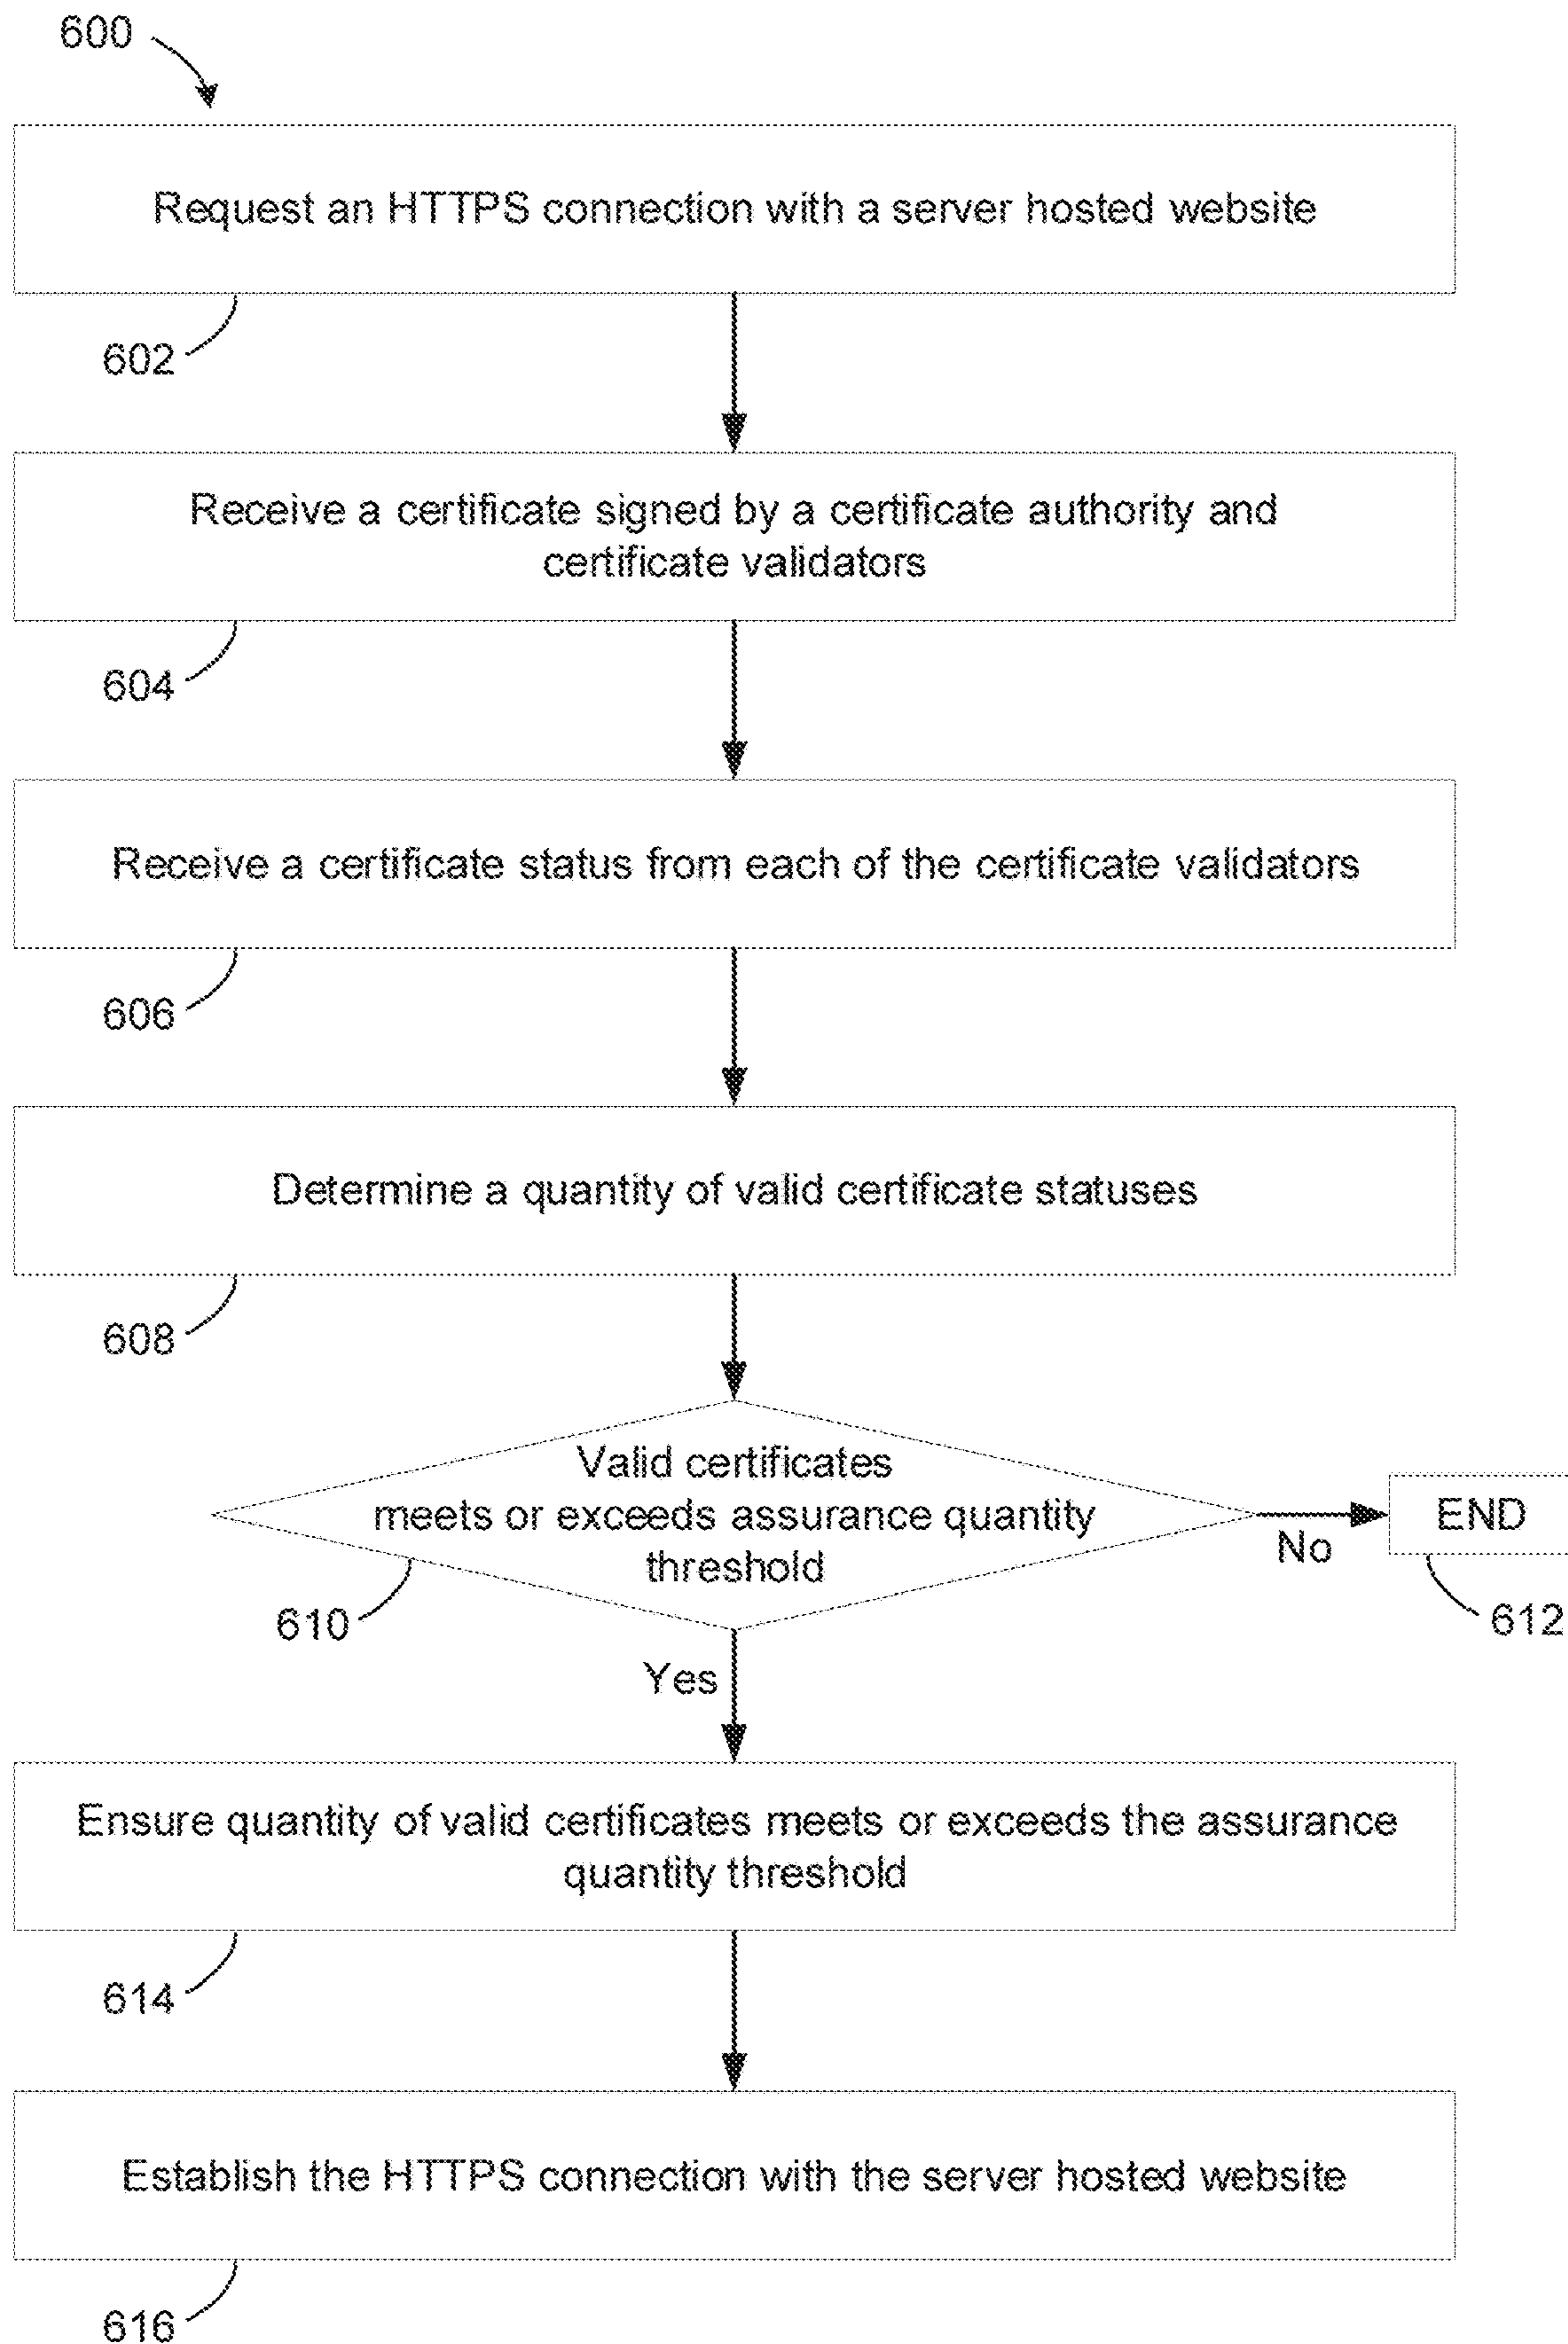 600
Request an HTTPS connection with a server hosted website
602
Receive a certificate signed by a certificate authority and
certificate validators
604
Receive a certificate status from each of the certificate validators
606
Determine a quantity of valid certificate statuses
608
Valid certificates
meets or exceeds assurance quantity
threshold
610
No
END
612
Yes
Ensure quantity of valid certificates meets or exceeds the assurance
quantity threshold
614
Establish the HTTPS connection with the server hosted website
616